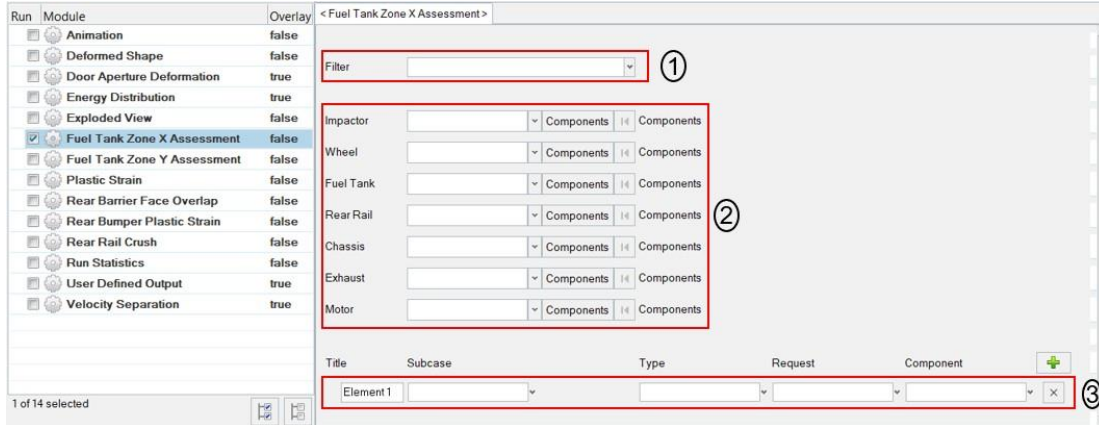 Run Module Overlay
Animation false
Deformed Shape false
Door Aperture Deformation true
Energy Distribution true
Exploded View false
Fuel Tank Zone X Assessment false
Fuel Tank Zone Y Assessment false
Plastic Strain false
Rear Barrier Face Overlap false
Rear Bumper Plastic Strain false
Rear Rail Crush false
Run Statistics false
User Defined Output true
Velocity Separation true
1 of 14 selected
< Fuel Tank Zone X Assessment >
Filter ①
Impactor Components Components
Wheel Components Components
Fuel Tank Components Components
Rear Rail Components Components ②
Chassis Components Components
Exhaust Components Components
Motor Components Components
Title Subcase Type Request Component
Element 1 ③